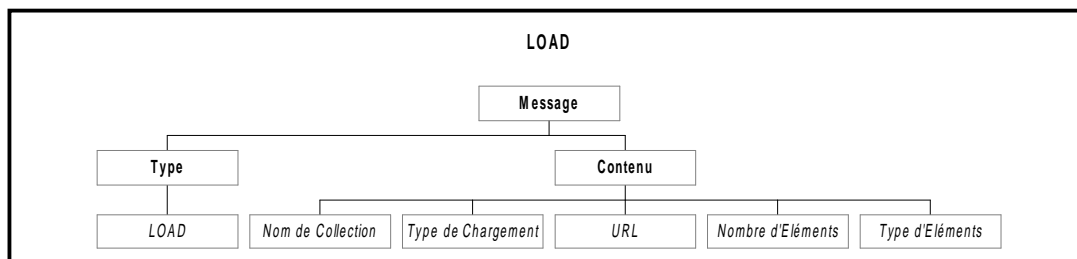 LOAD
Message
Type Contenu
LOAD Nom de Collection Type de Chargement URL Nombre d'Eléments Type d'Eléments